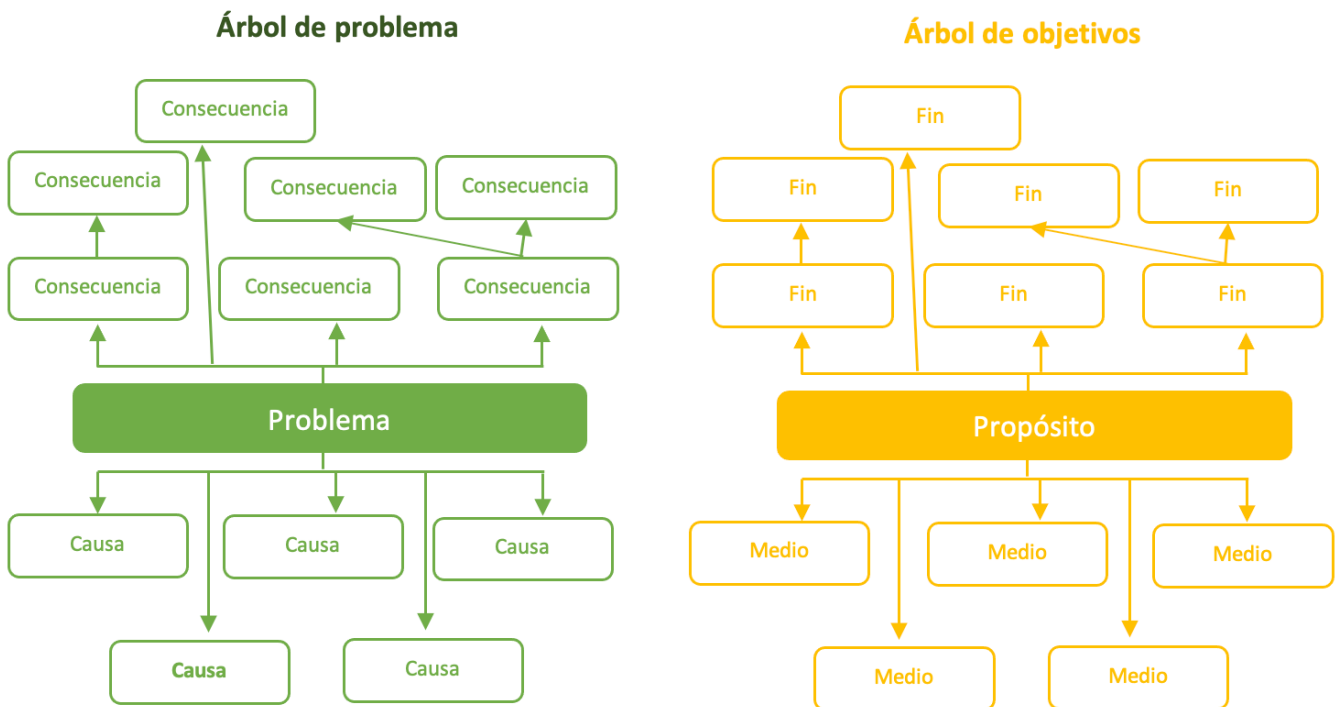 Árbol de problema
Consecuencia
Consecuencia
Consecuencia
Consecuencia
Consecuencia
Consecuencia
Consecuencia
Problema
Causa
Causa
Causa
Causa
Causa
Árbol de objetivos
Fin
Fin
Fin
Fin
Fin
Fin
Fin
Propósito
Medio
Medio
Medio
Medio
Medio